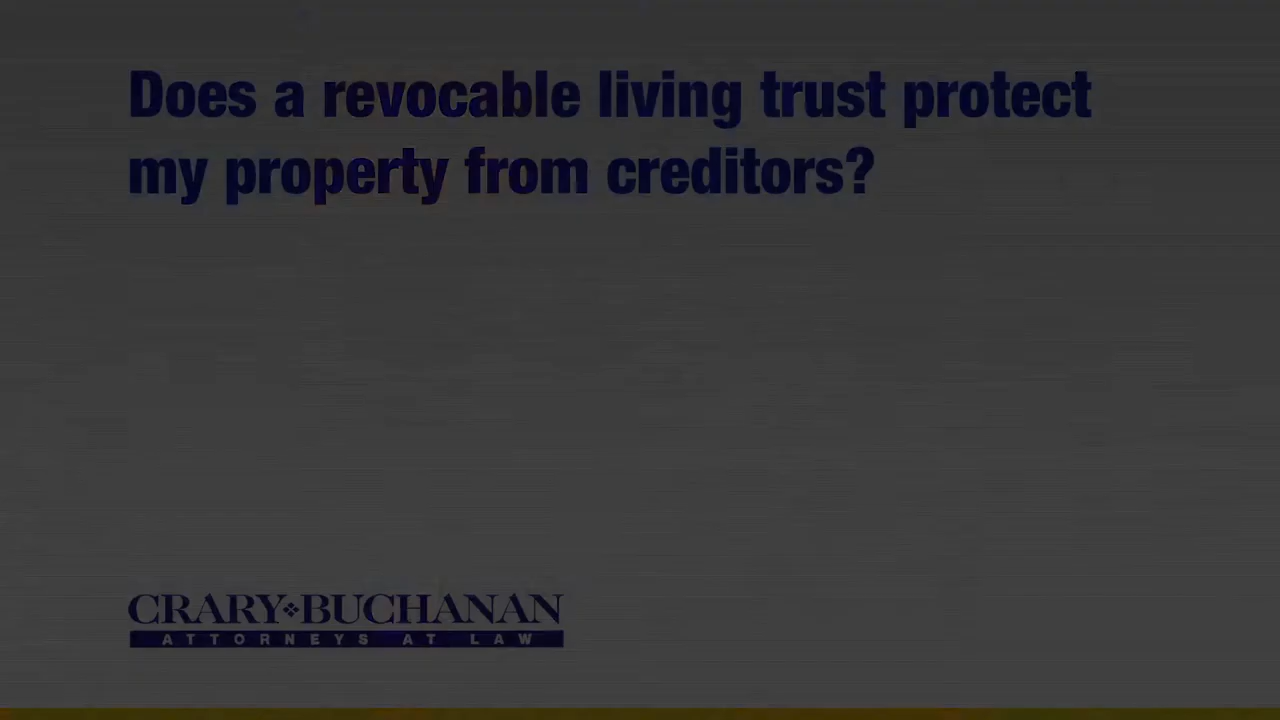 Does a revocable living trust protect
my property from creditors?
CRARY❖BUCHANAN
ATTORNEYS AT LAW